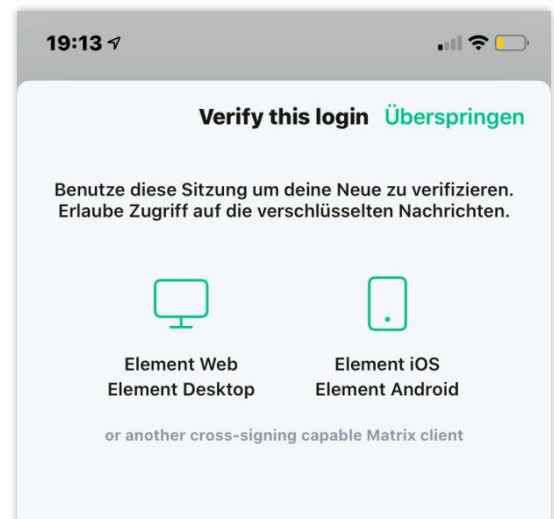 19:13
Verify this login Überspringen
Benutze diese Sitzung um deine Neue zu verifizieren.
Erlaube Zugriff auf die verschlüsselten Nachrichten.
Element Web Element iOS
Element Desktop Element Android
or another cross-signing capable Matrix client